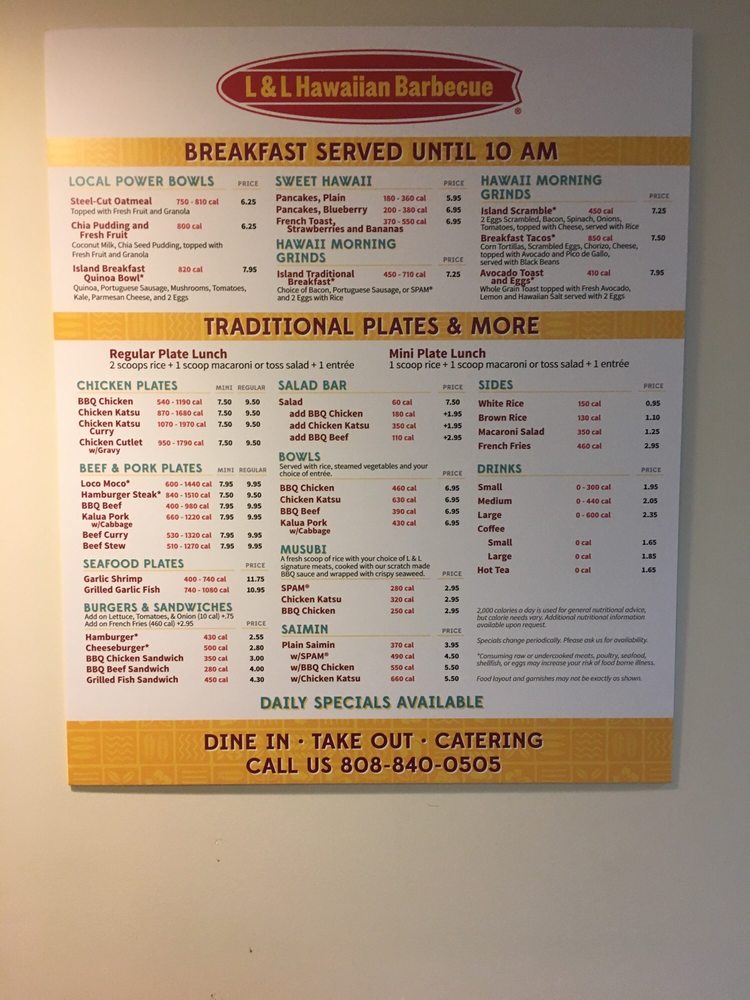 L & L Hawaiian Barbecue
®
BREAKFAST SERVED UNTIL 10 AM
LOCAL POWER BOWLS PRICE
Steel-Cut Oatmeal 750 - 810 cal 6.25
Topped with Fresh Fruit and Granola
Chia Pudding and 800 cal 6.25
Fresh Fruit
Coconut Milk, Chia Seed Pudding, topped with
Fresh Fruit and Granola
Island Breakfast 820 cal 7.95
Quinoa Bowl*
Quinoa, Portuguese Sausage, Mushrooms, Tomatoes,
Kale, Parmesan Cheese, and 2 Eggs
SWEET HAWAII PRICE
Pancakes, Plain 180 - 360 cal 5.95
Pancakes, Blueberry 200 - 380 cal 6.95
French Toast, 370 - 550 cal 6.95
Strawberries and Bananas
HAWAII MORNING
GRINDS PRICE
Island Traditional 450 - 710 cal 7.25
Breakfast*
Choice of Bacon, Portuguese Sausage, or SPAM®
and 2 Eggs with Rice
HAWAII MORNING
GRINDS PRICE
Island Scramble* 450 cal 7.25
2 Eggs Scrambled, Bacon, Spinach, Onions,
Tomatoes, topped with Cheese, served with Rice
Breakfast Tacos* 850 cal 7.50
Corn Tortillas, Scrambled Eggs, Chorizo, Cheese,
topped with Avocado and Pico de Gallo,
served with Black Beans
Avocado Toast 410 cal 7.95
and Eggs*
Whole Grain Toast topped with Fresh Avocado,
Lemon and Hawaiian Salt served with 2 Eggs
TRADITIONAL PLATES & MORE
Regular Plate Lunch
2 scoops rice + 1 scoop macaroni or toss salad + 1 entrée
Mini Plate Lunch
1 scoop rice + 1 scoop macaroni or toss salad + 1 entrée
CHICKEN PLATES MINI REGULAR
BBQ Chicken 540 - 1190 cal 7.50 9.50
Chicken Katsu 870 - 1680 cal 7.50 9.50
Chicken Katsu 1070 - 1970 cal 7.50 9.50
Curry
Chicken Cutlet 950 - 1790 cal 7.50 9.50
w/Gravy
BEEF & PORK PLATES MINI REGULAR
Loco Moco* 600 - 1440 cal 7.95 9.95
Hamburger Steak* 840 - 1510 cal 7.50 9.50
BBQ Beef 400 - 980 cal 7.95 9.95
Kalua Pork 660 - 1220 cal 7.95 9.95
w/Cabbage
Beef Curry 530 - 1320 cal 7.95 9.95
Beef Stew 510 - 1270 cal 7.95 9.95
SEAFOOD PLATES PRICE
Garlic Shrimp 400 - 740 cal 11.75
Grilled Garlic Fish 740 - 1080 cal 10.95
BURGERS & SANDWICHES
Add on Lettuce, Tomatoes, & Onion (10 cal) +.75
Add on French Fries (460 cal) +2.95 PRICE
Hamburger* 430 cal 2.55
Cheeseburger* 500 cal 2.80
BBQ Chicken Sandwich 350 cal 3.00
BBQ Beef Sandwich 280 cal 4.00
Grilled Fish Sandwich 450 cal 4.30
SALAD BAR PRICE
Salad 60 cal 7.50
add BBQ Chicken 180 cal +1.95
add Chicken Katsu 350 cal +1.95
add BBQ Beef 110 cal +2.95
BOWLS
Served with rice, steamed vegetables and your
choice of entrée. PRICE
BBQ Chicken 460 cal 6.95
Chicken Katsu 630 cal 6.95
BBQ Beef 390 cal 6.95
Kalua Pork 430 cal 6.95
w/Cabbage
MUSUBI
A fresh scoop of rice with your choice of L & L
signature meats, cooked with our scratch made
BBQ sauce and wrapped with crispy seaweed. PRICE
SPAM® 280 cal 2.95
Chicken Katsu 320 cal 2.95
BBQ Chicken 250 cal 2.95
SAIMIN PRICE
Plain Saimin 370 cal 3.95
w/SPAM® 490 cal 4.50
w/BBQ Chicken 550 cal 5.50
w/Chicken Katsu 660 cal 5.50
SIDES PRICE
White Rice 150 cal 0.95
Brown Rice 130 cal 1.10
Macaroni Salad 350 cal 1.25
French Fries 460 cal 2.95
DRINKS PRICE
Small 0 - 300 cal 1.95
Medium 0 - 440 cal 2.05
Large 0 - 600 cal 2.35
Coffee
Small 0 cal 1.65
Large 0 cal 1.85
Hot Tea 0 cal 1.65
2,000 calories a day is used for general nutritional advice,
but calorie needs vary. Additional nutritional information
available upon request.
Specials change periodically. Please ask us for availability.
*Consuming raw or undercooked meats, poultry, seafood,
shellfish, or eggs may increase your risk of food borne illness.
Food layout and garnishes may not be exactly as shown.
DAILY SPECIALS AVAILABLE
DINE IN · TAKE OUT · CATERING
CALL US 808-840-0505